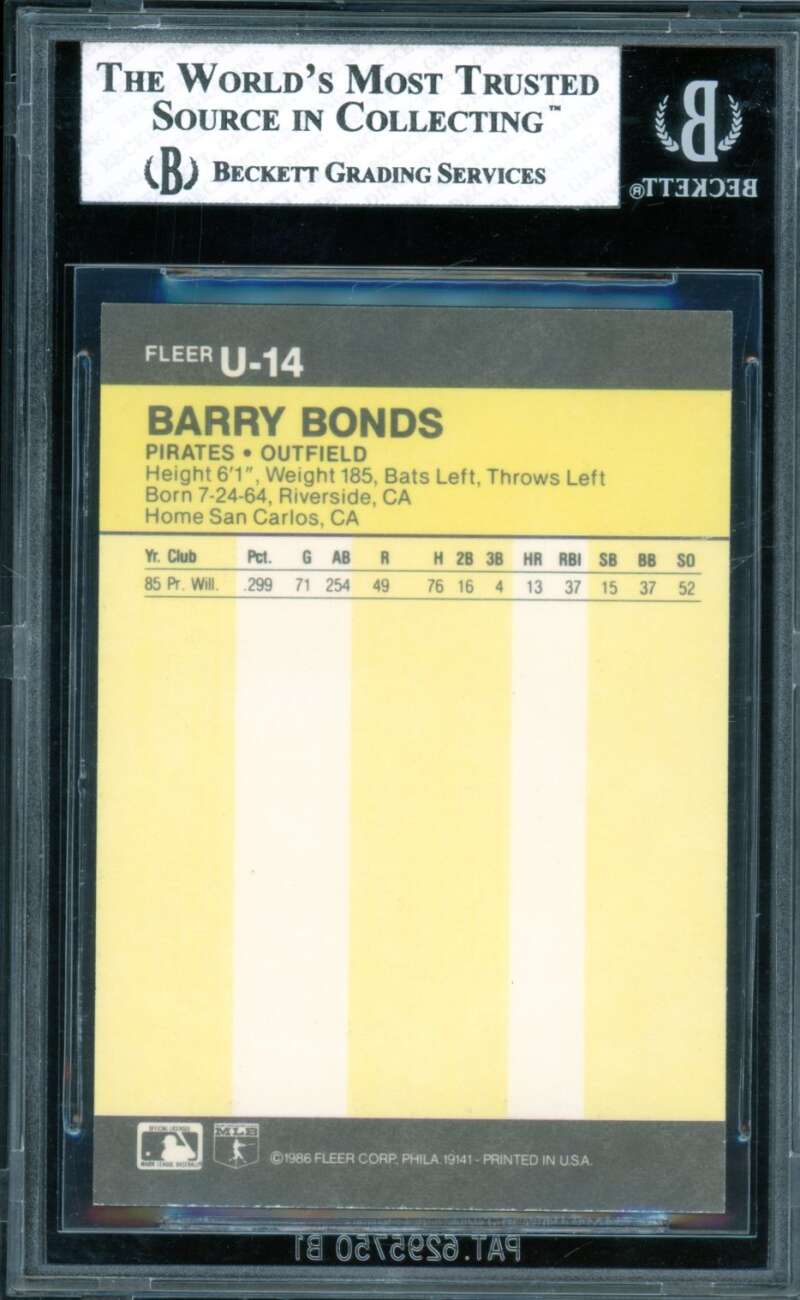 THE WORLD'S MOST TRUSTED
SOURCE IN COLLECTING™
B BECKETT GRADING SERVICES
B
BECKETT®
FLEER U-14
BARRY BONDS
PIRATES • OUTFIELD
Height 6'1", Weight 185, Bats Left, Throws Left
Born 7-24-64, Riverside, CA
Home San Carlos, CA
Yr. Club Pct. G AB R H 2B 3B HR RBI SB BB SO
85 Pr. Will. .299 71 254 49 76 16 4 13 37 15 37 52
MAJOR LEAGUE BASEBALL
MLB
©1986 FLEER CORP. PHILA. 19141 - PRINTED IN U.S.A.
PAT.6295750 B1